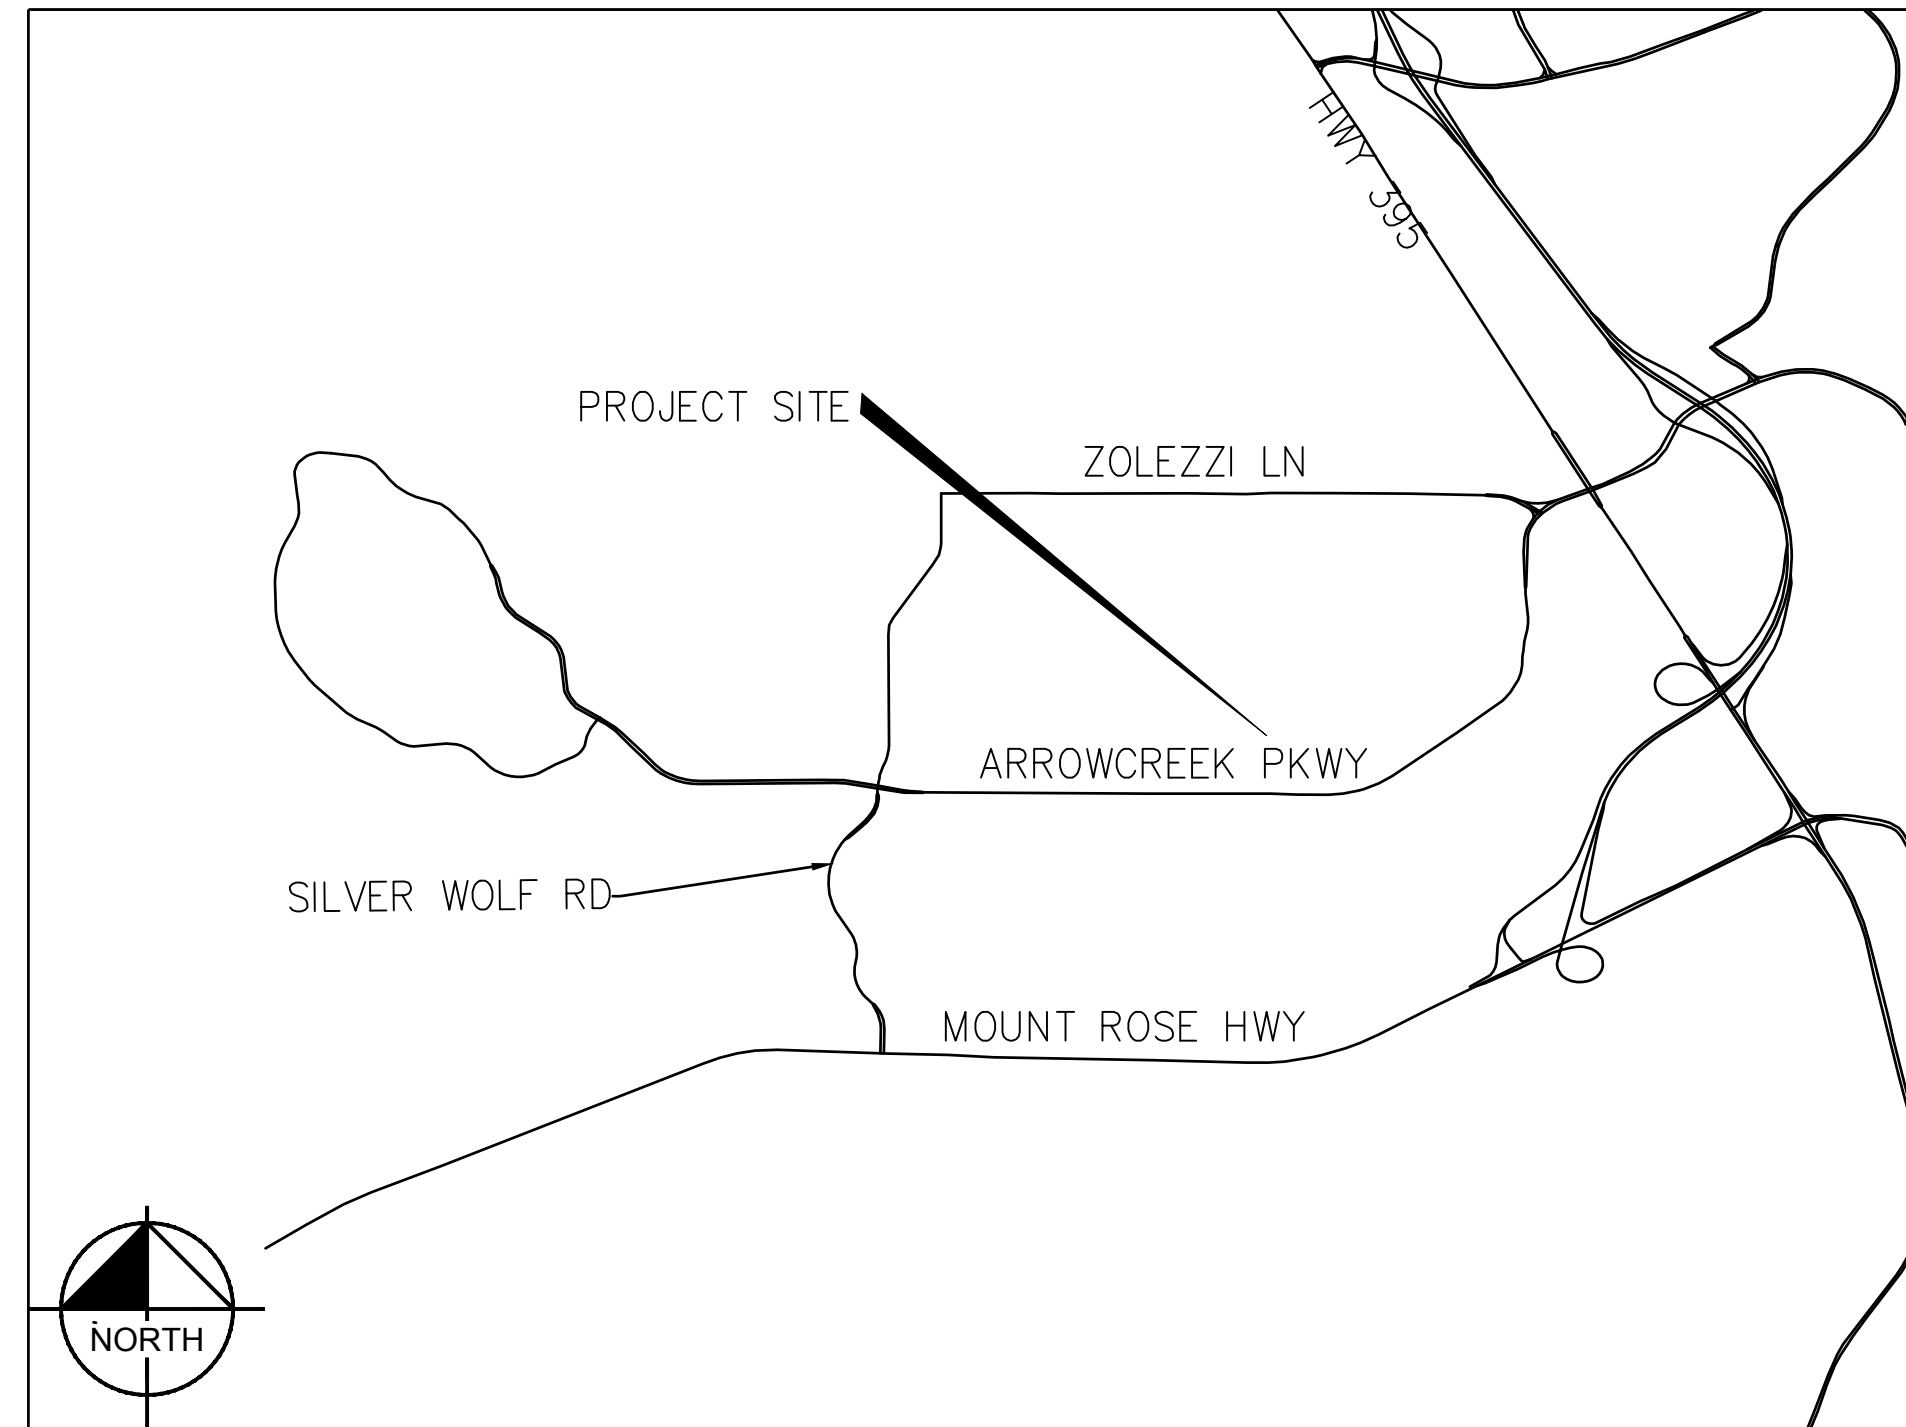 HWY 395
PROJECT SITE
ZOLEZZI LN
ARROWCREEK PKWY
SILVER WOLF RD
MOUNT ROSE HWY
NORTH